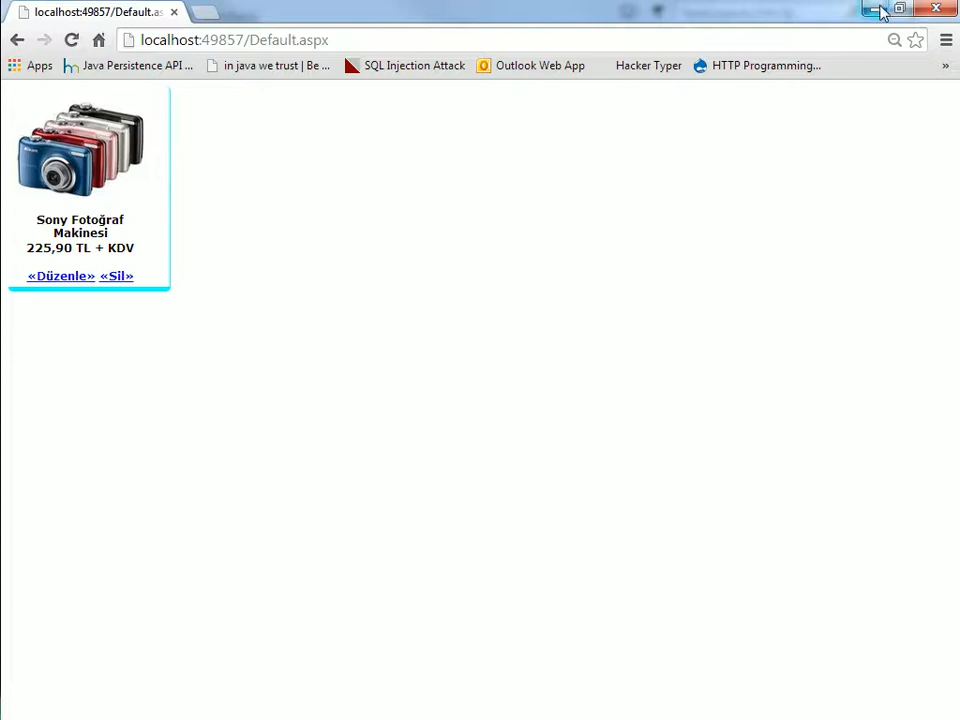 localhost:49857/Default.as
localhost:49857/Default.aspx
Apps
Java Persistence API ...
in java we trust | Be ...
SQL Injection Attack
Outlook Web App
Hacker Typer
HTTP Programming...
»
Sony Fotoğraf
Makinesi
225,90 TL + KDV
«Düzenle» «Sil»